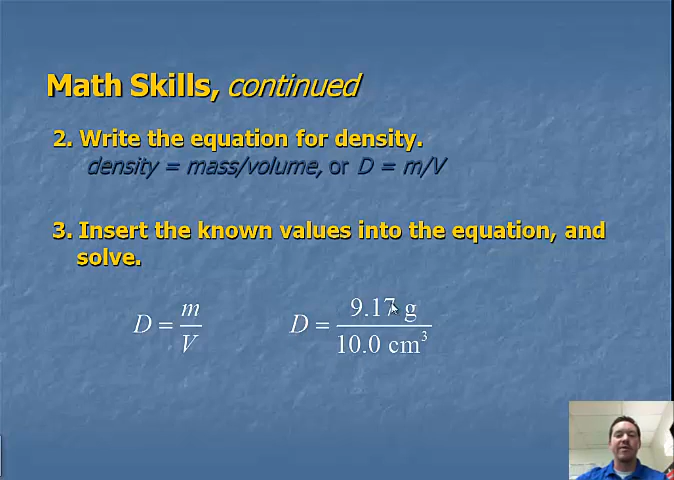 Math Skills, continued
2. Write the equation for density.
density = mass/volume, or D = m/V
3. Insert the known values into the equation, and
solve.
D = m/V D = 9.17 g/10.0 cm³